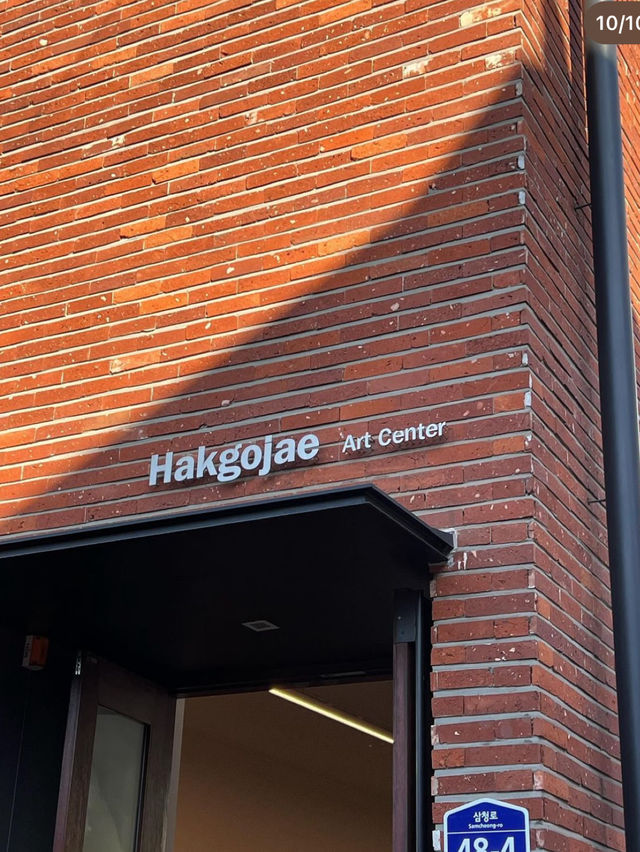 10/10
Hakgojae Art Center
삼청로
Samcheong-ro
48-4